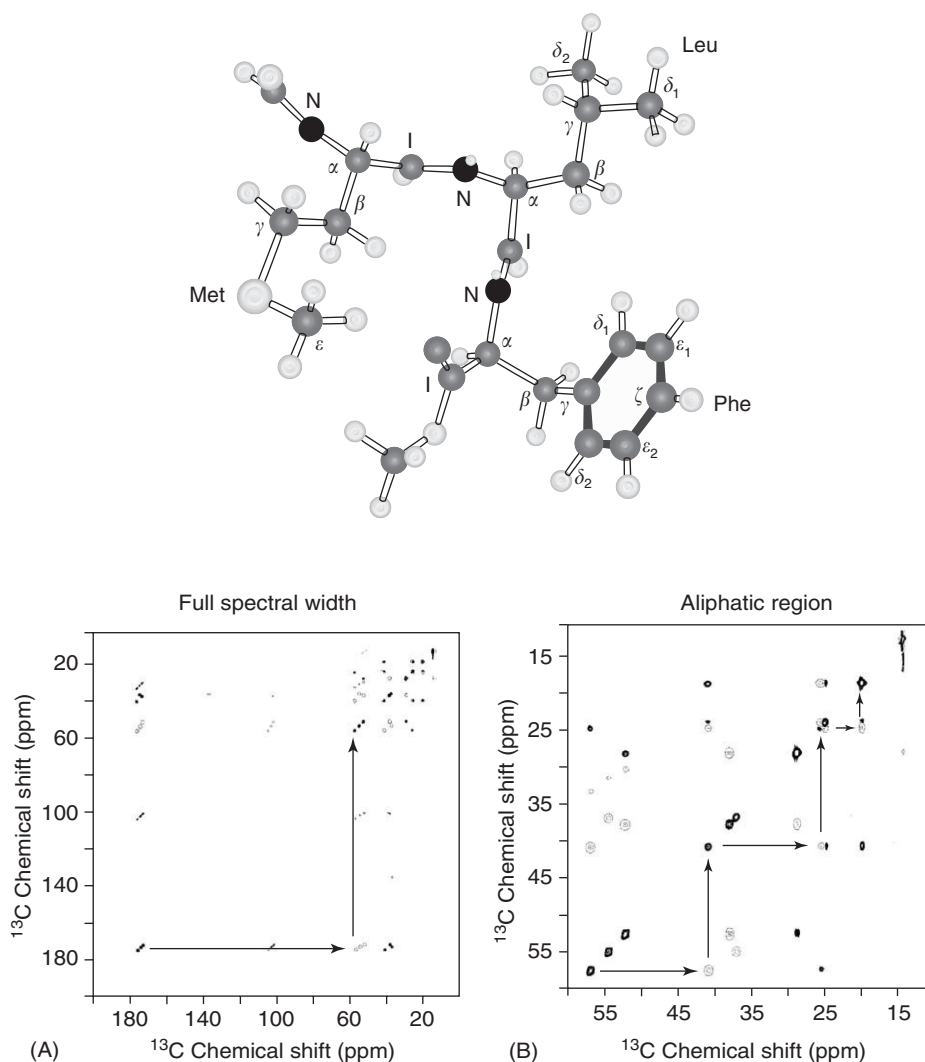 Leu
δ2
δ1
N
γ
I
α
β
N
α
β
γ
I
Met
N
δ1
ε1
ε
α
I
β
γ
ζ
Phe
ε2
δ2
Full spectral width
Aliphatic region
20
60
100
140
180
13C Chemical shift (ppm)
180
140
100
60
20
13C Chemical shift (ppm)
(A)
15
25
35
45
55
13C Chemical shift (ppm)
55
45
35
25
15
13C Chemical shift (ppm)
(B)